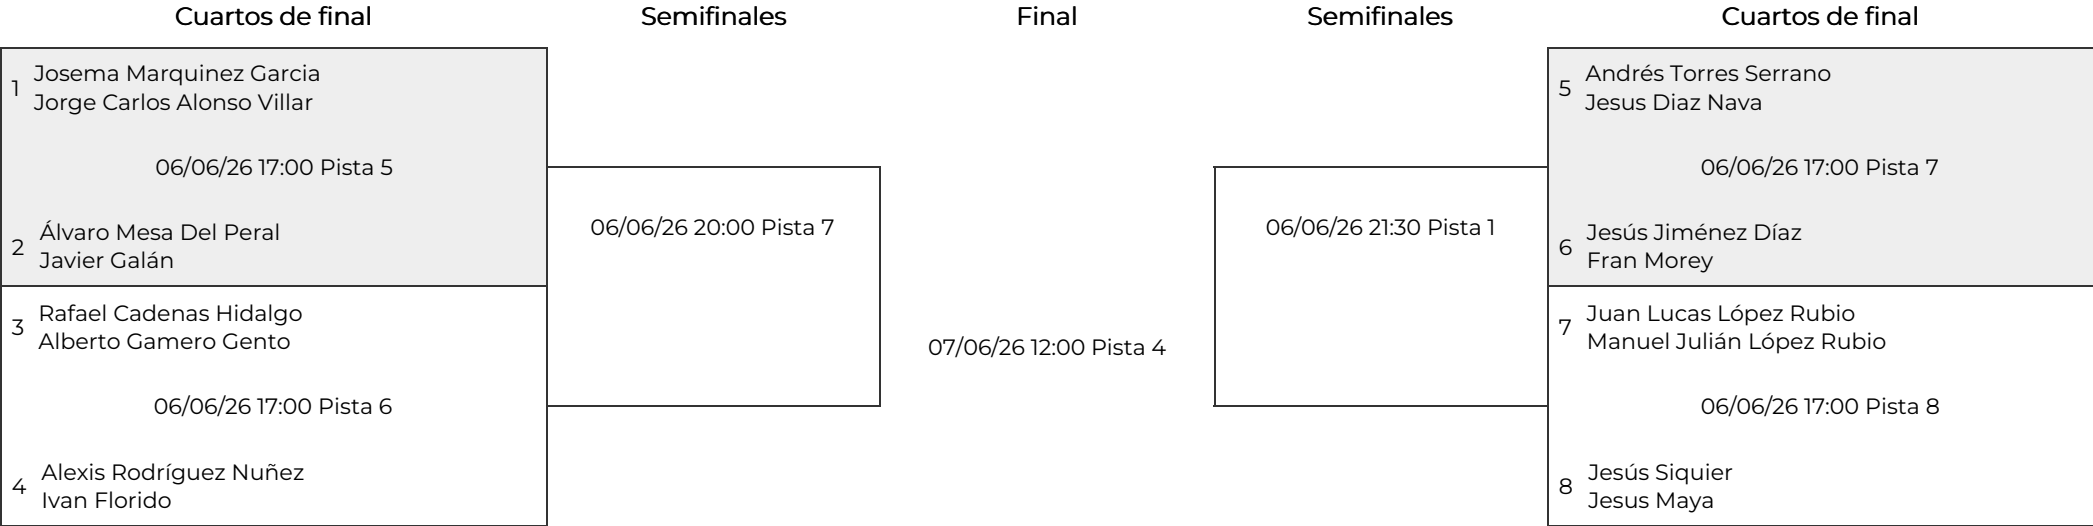 Cuartos de final
Semifinales
Final
Semifinales
Cuartos de final
1
Josema Marquinez Garcia
Jorge Carlos Alonso Villar
06/06/26 17:00 Pista 5
2
Álvaro Mesa Del Peral
Javier Galán
3
Rafael Cadenas Hidalgo
Alberto Gamero Gento
06/06/26 17:00 Pista 6
4
Alexis Rodríguez Nuñez
Ivan Florido
06/06/26 20:00 Pista 7
07/06/26 12:00 Pista 4
06/06/26 21:30 Pista 1
5
Andrés Torres Serrano
Jesus Diaz Nava
06/06/26 17:00 Pista 7
6
Jesús Jiménez Díaz
Fran Morey
7
Juan Lucas López Rubio
Manuel Julián López Rubio
06/06/26 17:00 Pista 8
8
Jesús Siquier
Jesus Maya